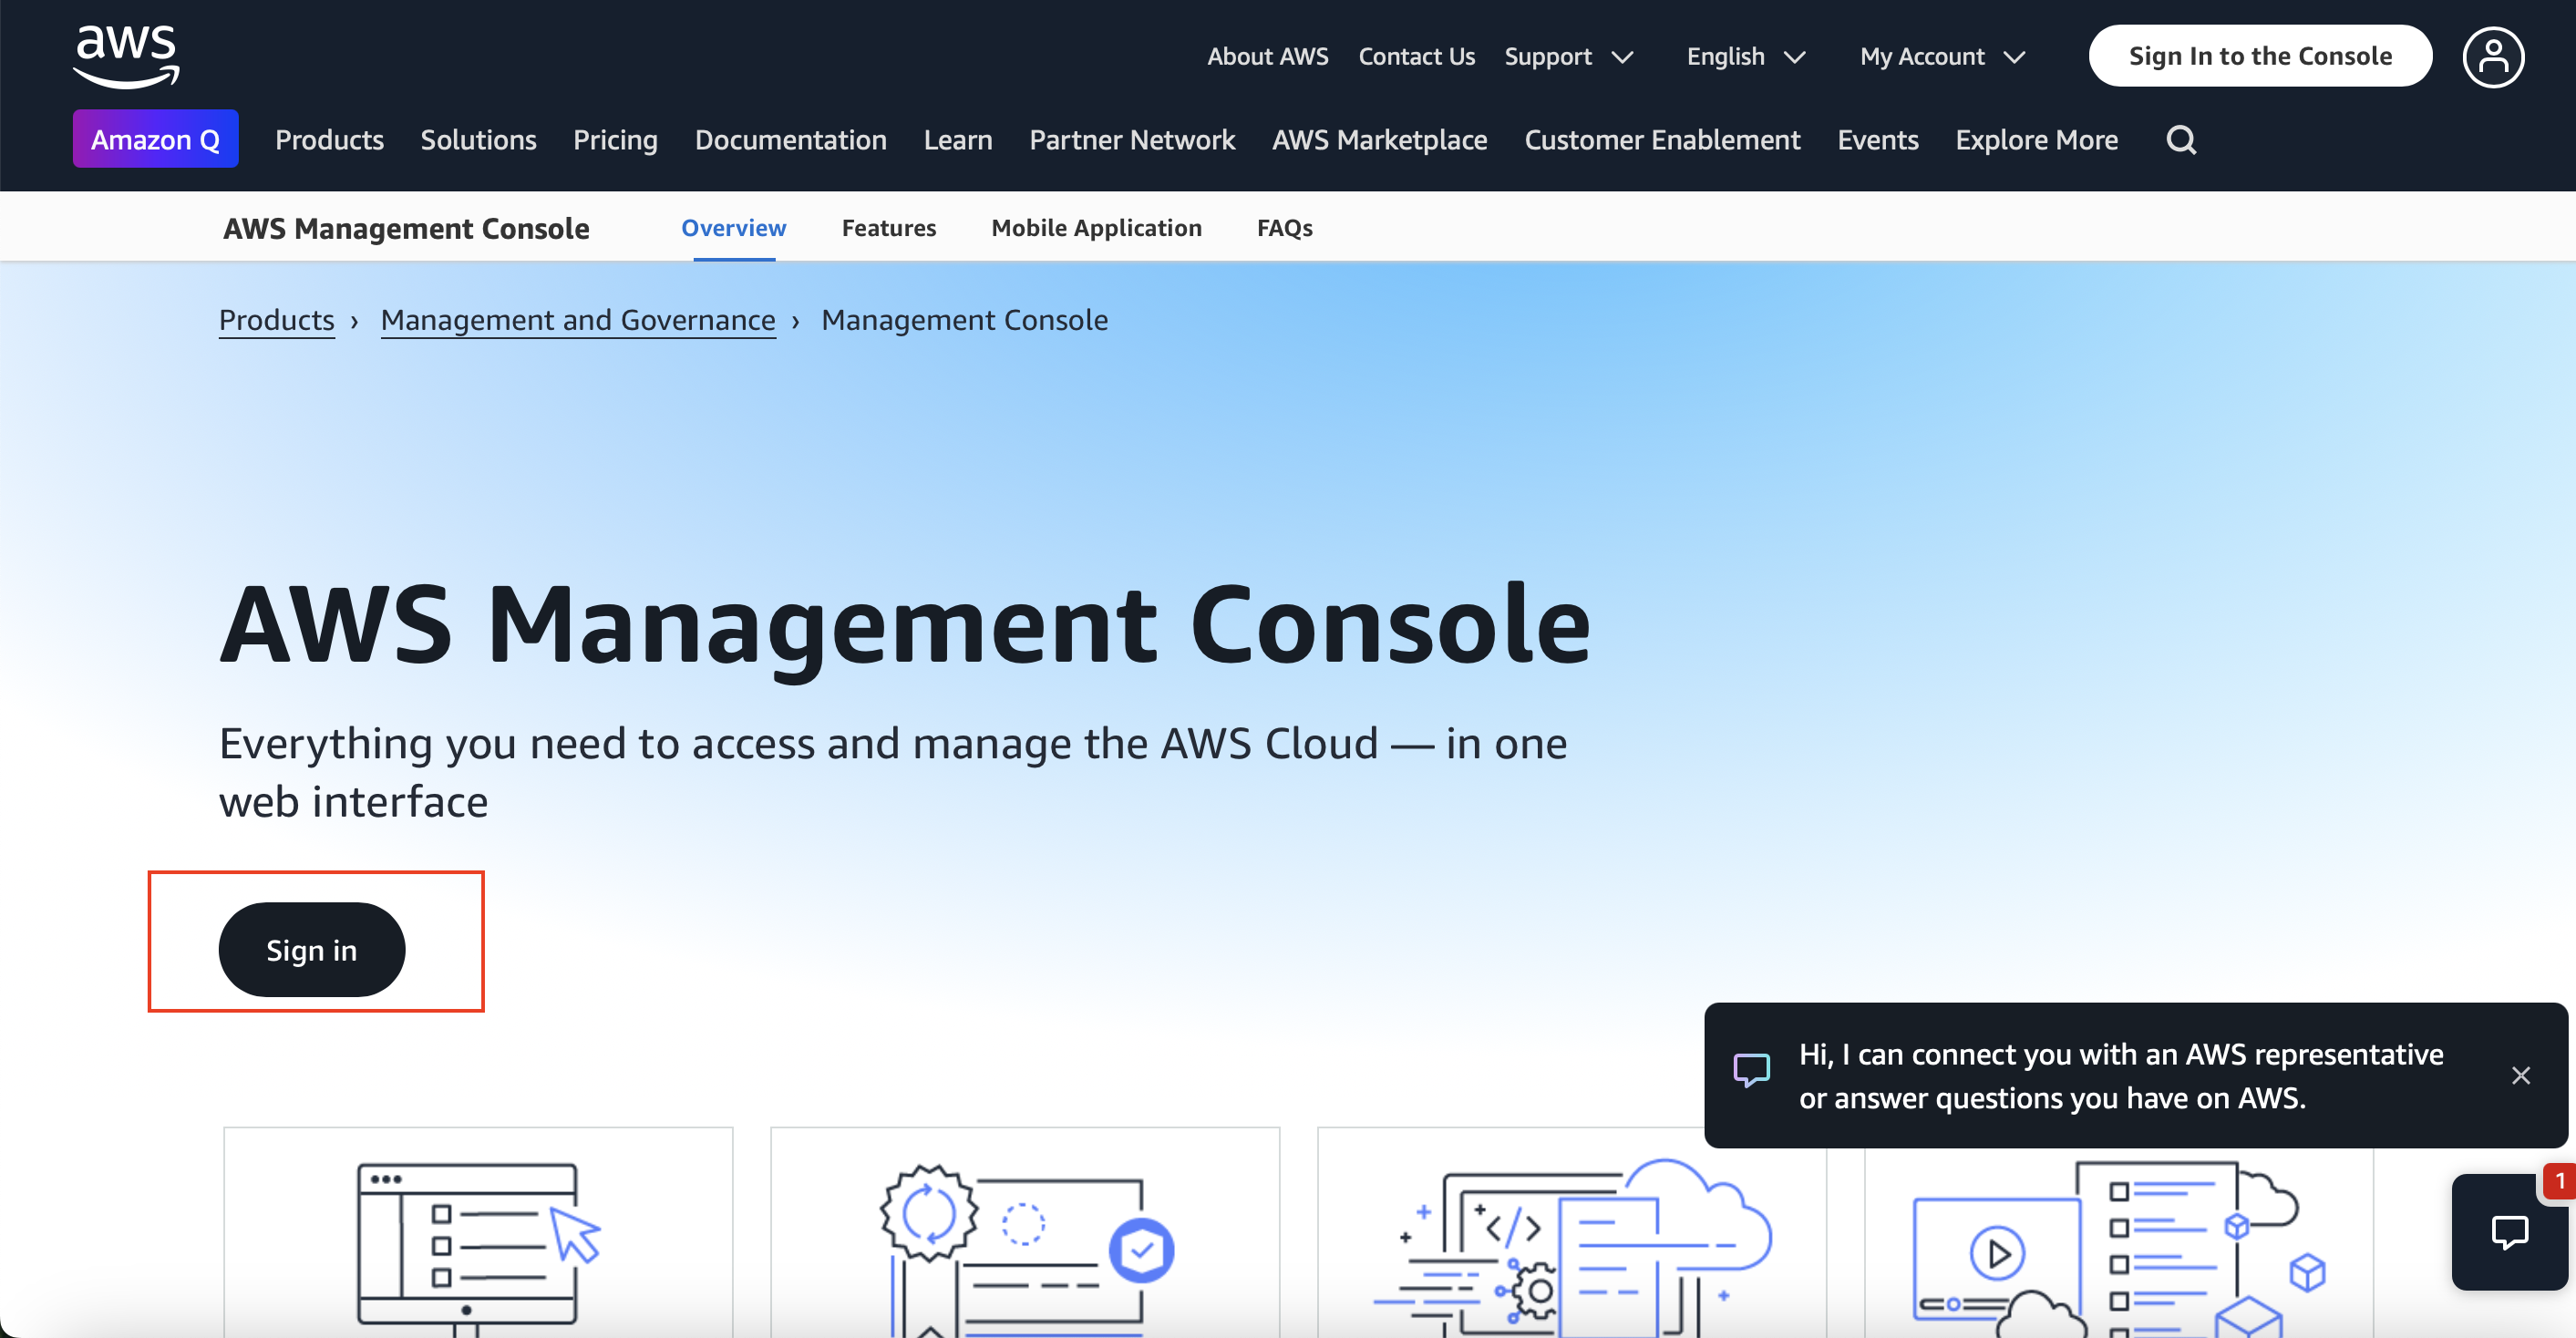 aws
About AWS Contact Us Support English My Account Sign In to the Console
Amazon Q Products Solutions Pricing Documentation Learn Partner Network AWS Marketplace Customer Enablement Events Explore More
AWS Management Console Overview Features Mobile Application FAQs
Products › Management and Governance › Management Console
AWS Management Console
Everything you need to access and manage the AWS Cloud — in one
web interface
Sign in
Hi, I can connect you with an AWS representative
or answer questions you have on AWS.
</>
1